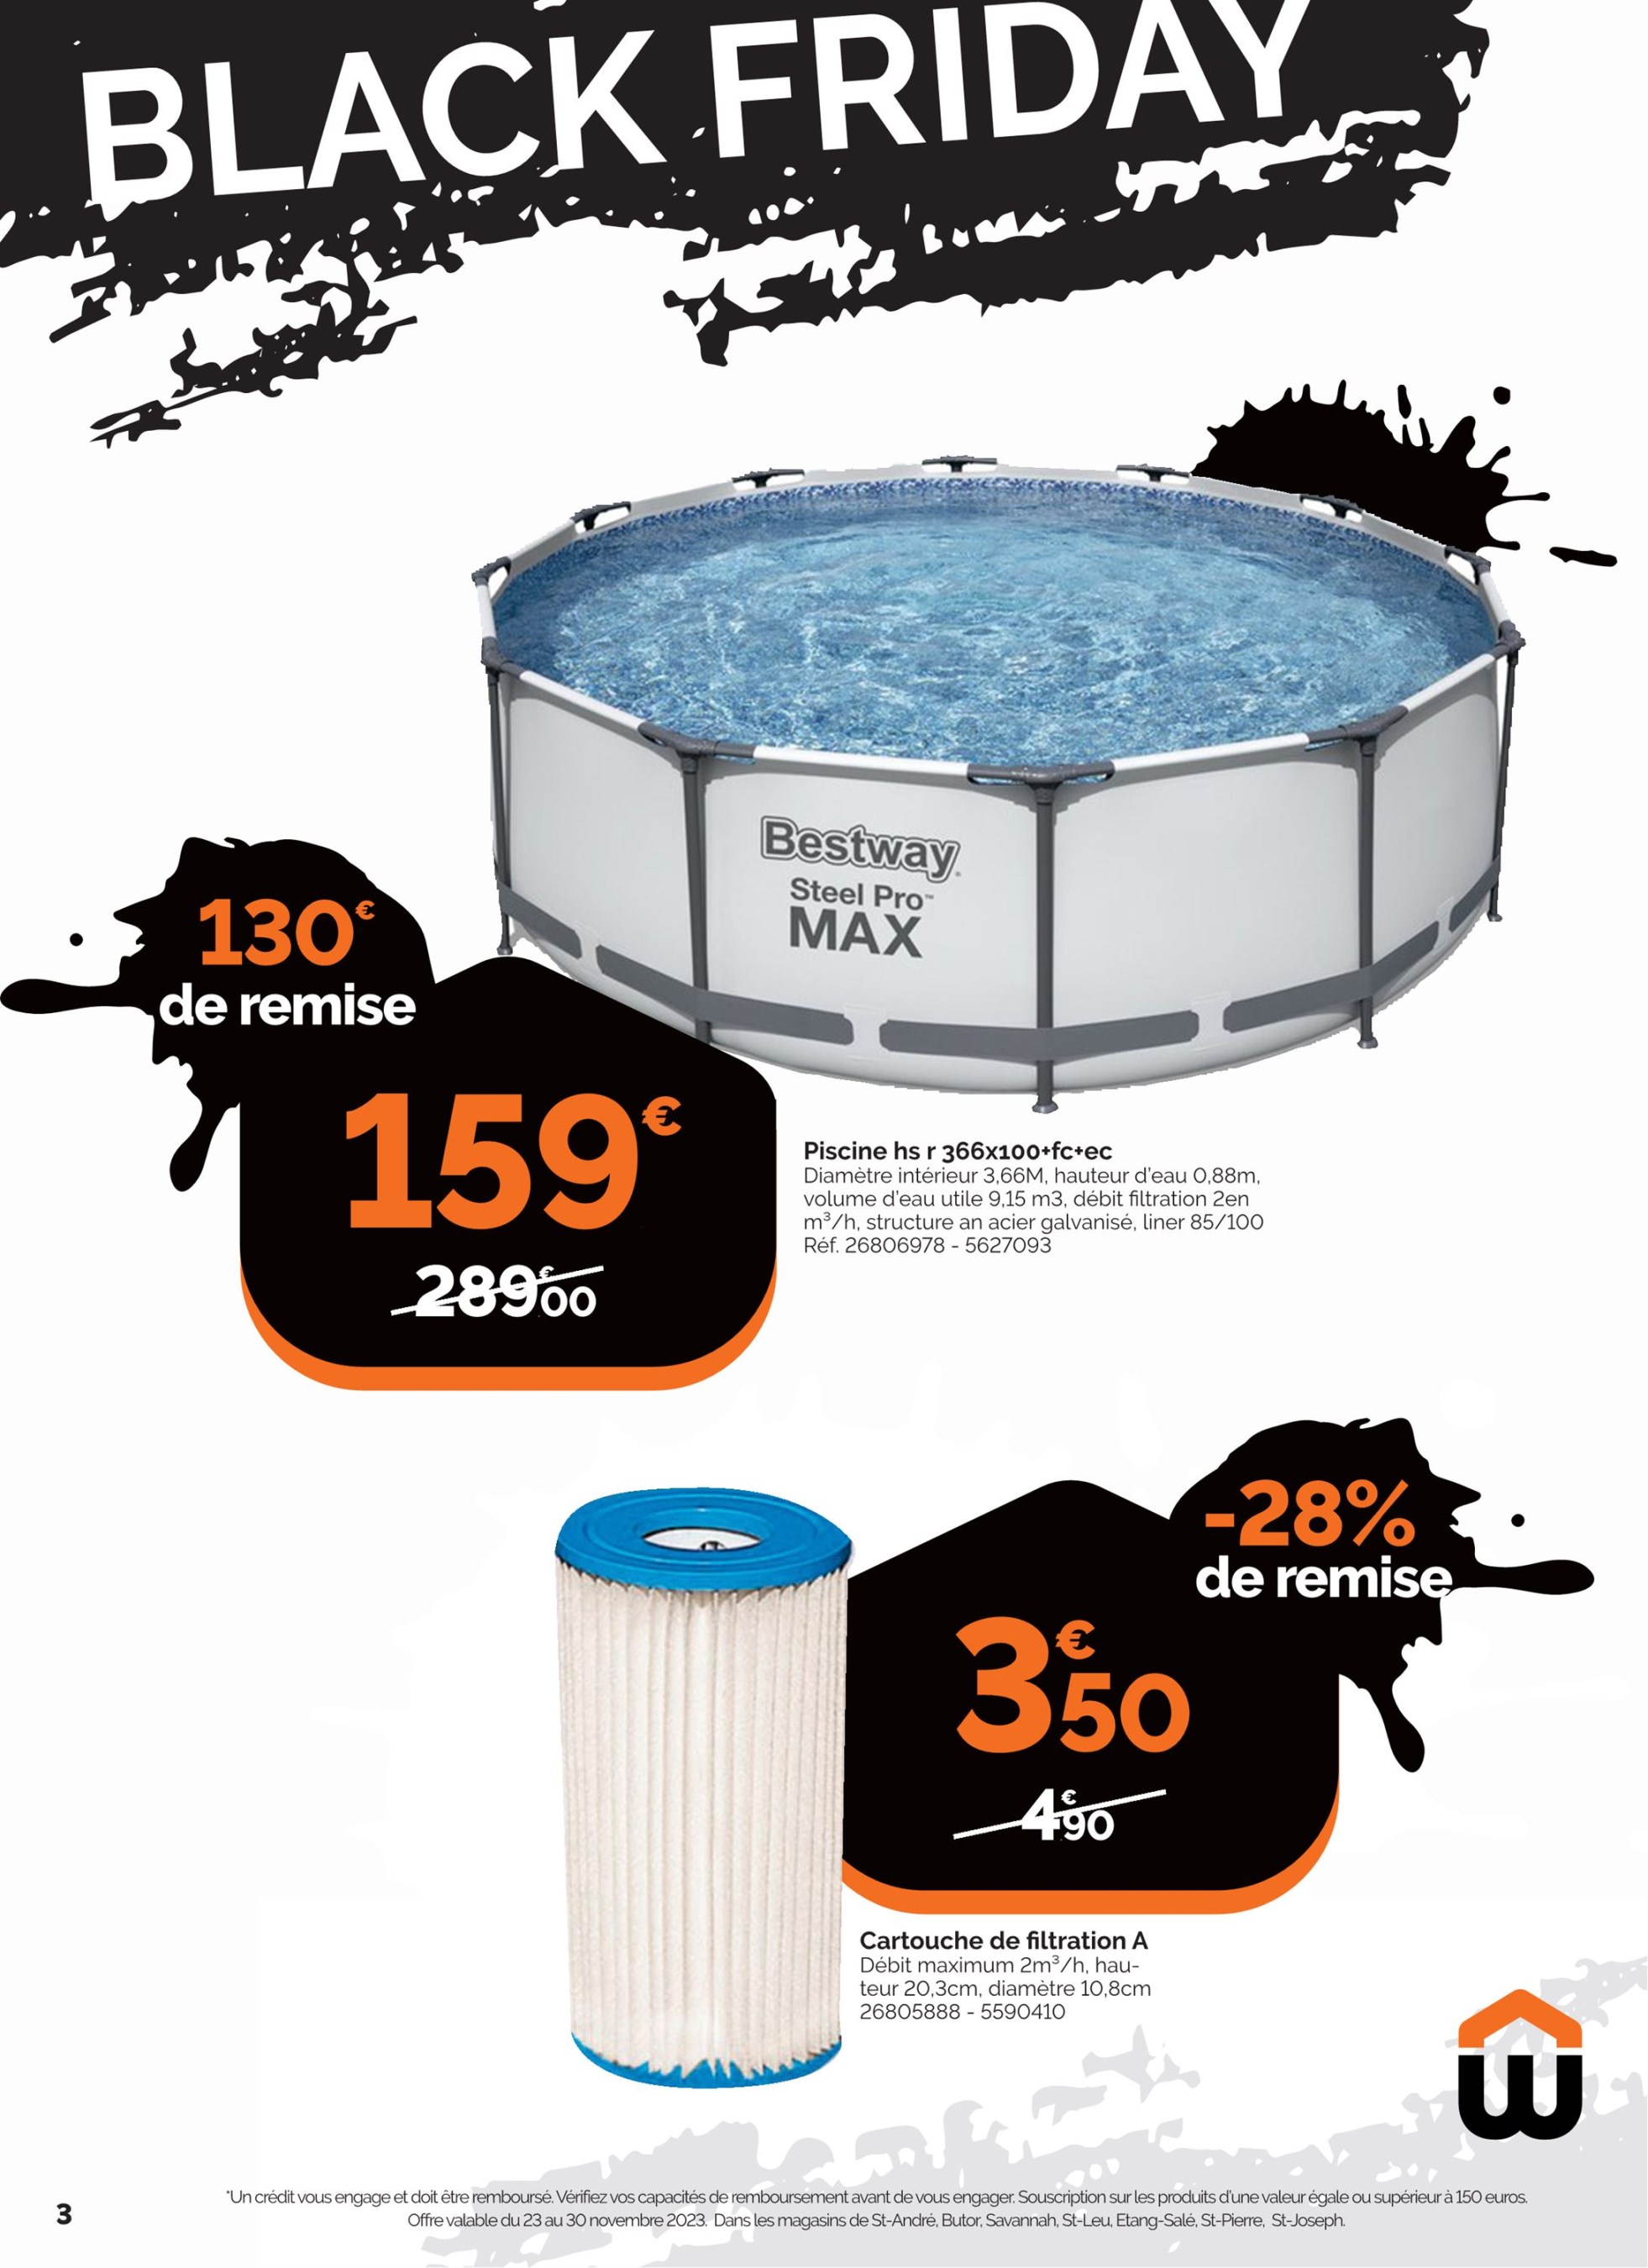 BLACK FRIDAY
Bestway®
Steel Pro™
MAX
130€
de remise
159€
289€00
Piscine hs r 366x100+fc+ec
Diamètre intérieur 3,66M, hauteur d'eau 0,88m,
volume d'eau utile 9,15 m3, débit filtration 2en
m³/h, structure an acier galvanisé, liner 85/100
Réf. 26806978 - 5627093
-28%
de remise
3€50
4€90
Cartouche de filtration A
Débit maximum 2m³/h, hau-
teur 20,3cm, diamètre 10,8cm
26805888 - 5590410
*Un crédit vous engage et doit être remboursé. Vérifiez vos capacités de remboursement avant de vous engager. Souscription sur les produits d'une valeur égale ou supérieur à 150 euros.
Offre valable du 23 au 30 novembre 2023. Dans les magasins de St-André, Butor, Savannah, St-Leu, Etang-Salé, St-Pierre, St-Joseph.
3